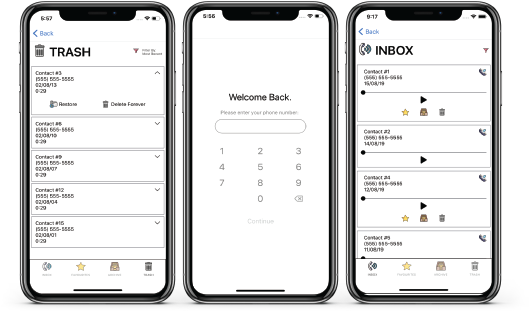 5:57
Back
TRASH
Filter By:
Most Recent
Contact #3
(555) 555-5555
02/08/13
0:29
Restore
Delete Forever
Contact #6
(555) 555-5555
02/08/10
0:29
Contact #9
(555) 555-5555
02/08/07
0:29
Contact #12
(555) 555-5555
02/08/04
0:29
Contact #15
(555) 555-5555
02/08/01
0:29
INBOX
FAVOURITES
ARCHIVE
TRASH
5:56
Welcome Back.
Please enter your phone number.
1 2 3
4 5 6
7 8 9
0
Continue
9:17
Back
INBOX
Contact #1
(555) 555-5555
15/08/19
Contact #2
(555) 555-5555
14/08/19
Contact #4
(555) 555-5555
12/08/19
Contact #5
(555) 555-5555
11/08/19
INBOX
FAVOURITES
ARCHIVE
TRASH